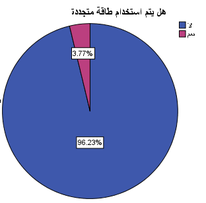 هل يتم استخدام طاقة متجددة
لا
نعم
3.77%
96.23%